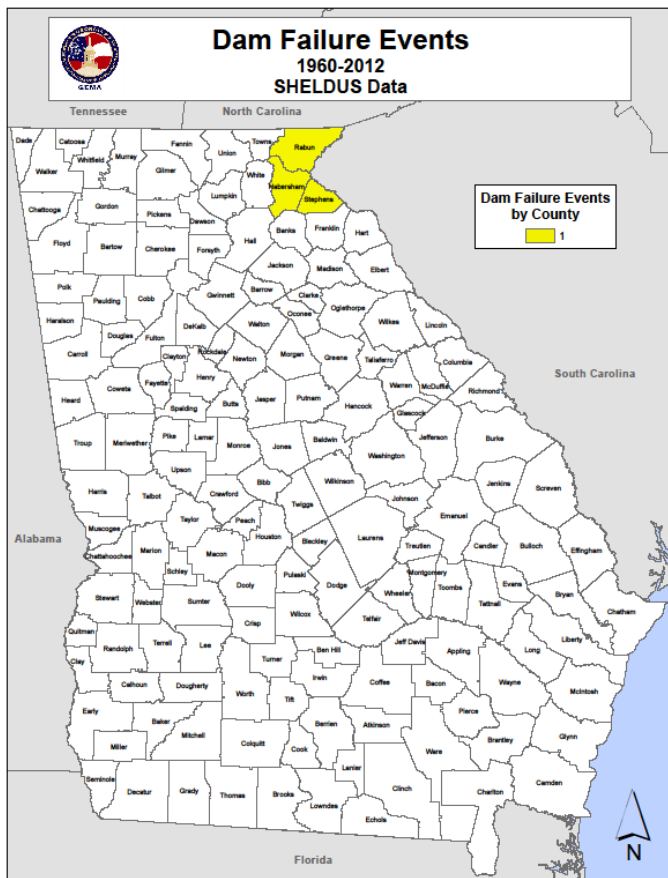 Dam Failure Events
1960-2012
SHELDUS Data
GEMA
Tennessee
North Carolina
Dade
Catoosa
Whitfield
Murray
Fannin
Union
Towns
Rabun
Walker
Gilmer
White
Habersham
Stephens
Chattooga
Gordon
Pickens
Lumpkin
Dawson
Dam Failure Events
by County
1
Banks
Franklin
Hart
Floyd
Bartow
Cherokee
Forsyth
Hall
Jackson
Madison
Elbert
Polk
Paulding
Cobb
Gwinnett
Barrow
Clarke
Oconee
Oglethorpe
Haralson
Douglas
Fulton
DeKalb
Walton
Wilkes
Lincoln
Carroll
Clayton
Rockdale
Newton
Morgan
Greene
Taliaferro
Columbia
South Carolina
Heard
Coweta
Fayette
Henry
Spalding
Butts
Jasper
Putnam
Hancock
Warren
McDuffie
Richmond
Glascock
Troup
Meriwether
Pike
Lamar
Monroe
Jones
Baldwin
Washington
Jefferson
Burke
Upson
Harris
Talbot
Crawford
Bibb
Twiggs
Wilkinson
Johnson
Jenkins
Screven
Muscogee
Taylor
Peach
Houston
Bleckley
Laurens
Emanuel
Alabama
Chattahoochee
Marion
Macon
Schley
Treutlen
Candler
Bulloch
Effingham
Stewart
Webster
Sumter
Dooly
Pulaski
Dodge
Wheeler
Montgomery
Toombs
Evans
Tattnall
Bryan
Chatham
Quitman
Randolph
Terrell
Lee
Crisp
Wilcox
Telfair
Jeff Davis
Appling
Long
Liberty
Clay
Calhoun
Dougherty
Turner
Ben Hill
Irwin
Worth
Tift
Coffee
Bacon
Wayne
McIntosh
Early
Baker
Mitchell
Berrien
Atkinson
Pierce
Miller
Colquitt
Cook
Lanier
Ware
Brantley
Glynn
Seminole
Decatur
Grady
Thomas
Brooks
Lowndes
Clinch
Echols
Charlton
Camden
Florida
N